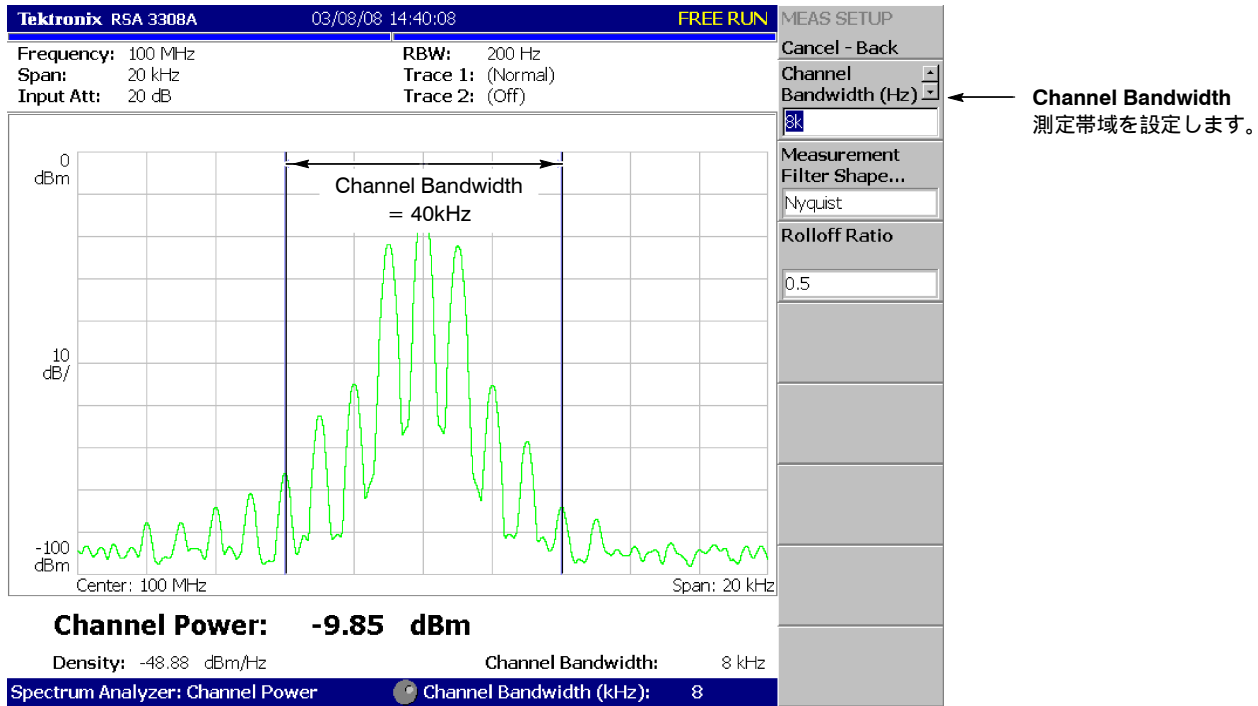 Tektronix RSA 3308A 03/08/08 14:40:08 FREE RUN
Frequency: 100 MHz RBW: 200 Hz
Span: 20 kHz Trace 1: (Normal)
Input Att: 20 dB Trace 2: (Off)
0
dBm
Channel Bandwidth
= 40kHz
10
dB/
-100
dBm
Center: 100 MHz Span: 20 kHz
Channel Power: -9.85 dBm
Density: -48.88 dBm/Hz Channel Bandwidth: 8 kHz
Spectrum Analyzer: Channel Power Channel Bandwidth (kHz): 8
MEAS SETUP
Cancel - Back
Channel
Bandwidth (Hz)
8k
Measurement
Filter Shape...
Nyquist
Rolloff Ratio
0.5
Channel Bandwidth
測定帯域を設定します。